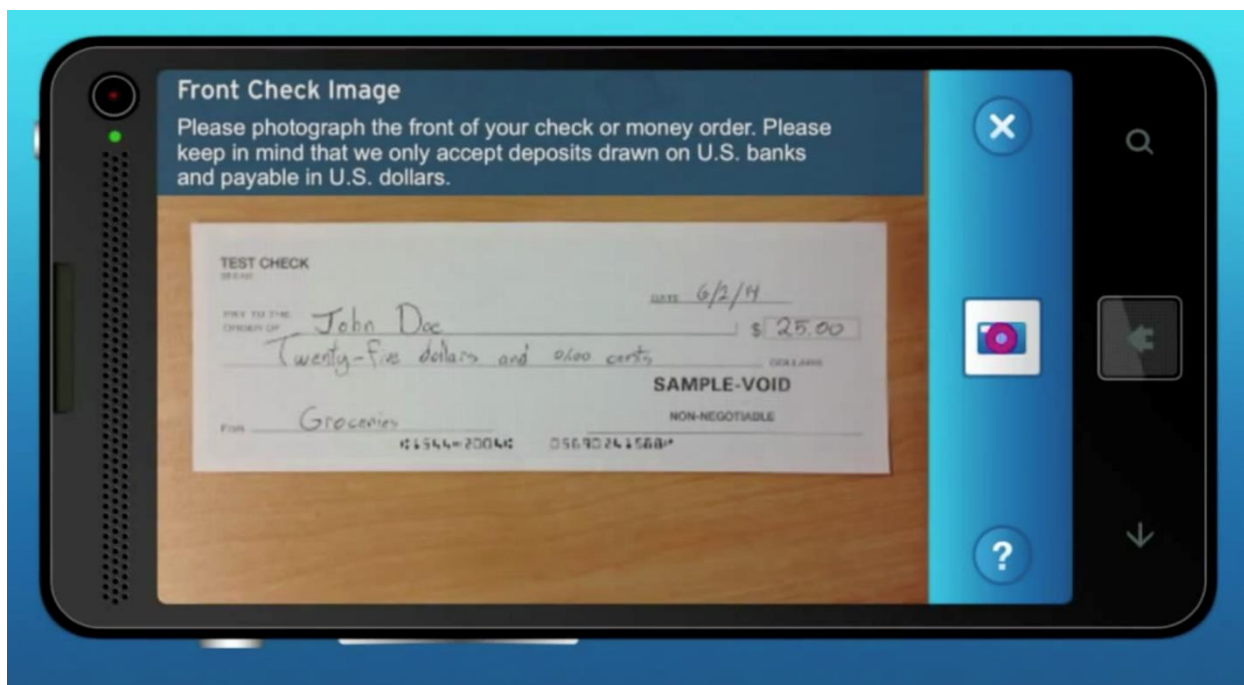 Front Check Image
Please photograph the front of your check or money order. Please
keep in mind that we only accept deposits drawn on U.S. banks
and payable in U.S. dollars.
TEST CHECK
DATE 6/2/14
PAY TO THE
ORDER OF John Doe $ 25.00
Twenty-five dollars and 0/100 cents DOLLARS
SAMPLE-VOID
NON-NEGOTIABLE
FOR Groceries
?